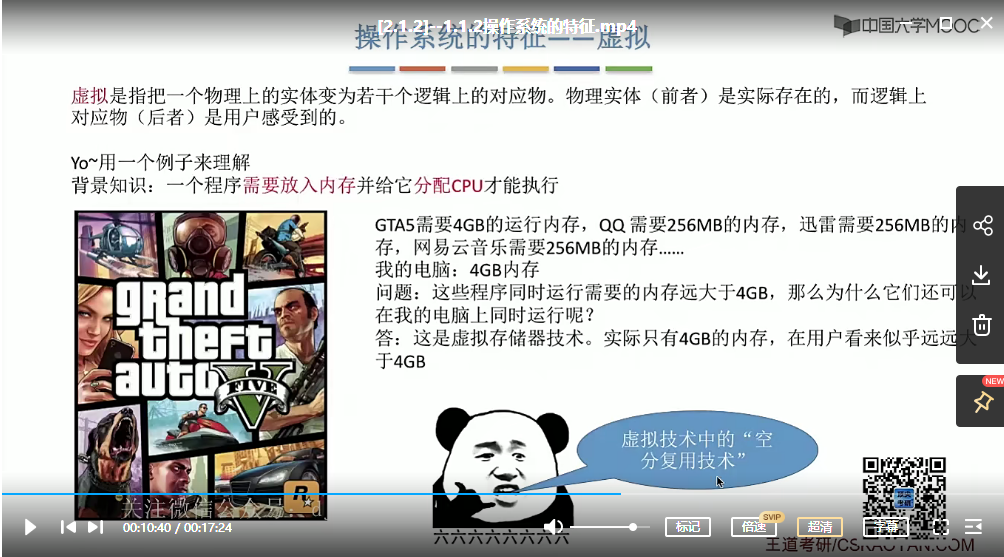 [2.1.2]--1.1.2操作系统的特征.mp4
中国大学MOOC
操作系统的特征——虚拟
虚拟是指把一个物理上的实体变为若干个逻辑上的对应物。物理实体（前者）是实际存在的，而逻辑上
对应物（后者）是用户感受到的。
Yo~用一个例子来理解
背景知识：一个程序需要放入内存并给它分配CPU才能执行
GTA5需要4GB的运行内存，QQ 需要256MB的内存，迅雷需要256MB的内
存，网易云音乐需要256MB的内存......
我的电脑：4GB内存
问题：这些程序同时运行需要的内存远大于4GB，那么为什么它们还可以
在我的电脑上同时运行呢？
答：这是虚拟存储器技术。实际只有4GB的内存，在用户看来似乎远远大
于4GB
grand
theft
auto
V
FIVE
R
NEW
虚拟技术中的“空
分复用技术”
关注微信公众号：
00:10:40 / 00:17:24
标记
倍速
SVIP
超清
字幕
六六六六六六六六
王道考研/CSKAOYAN.COM